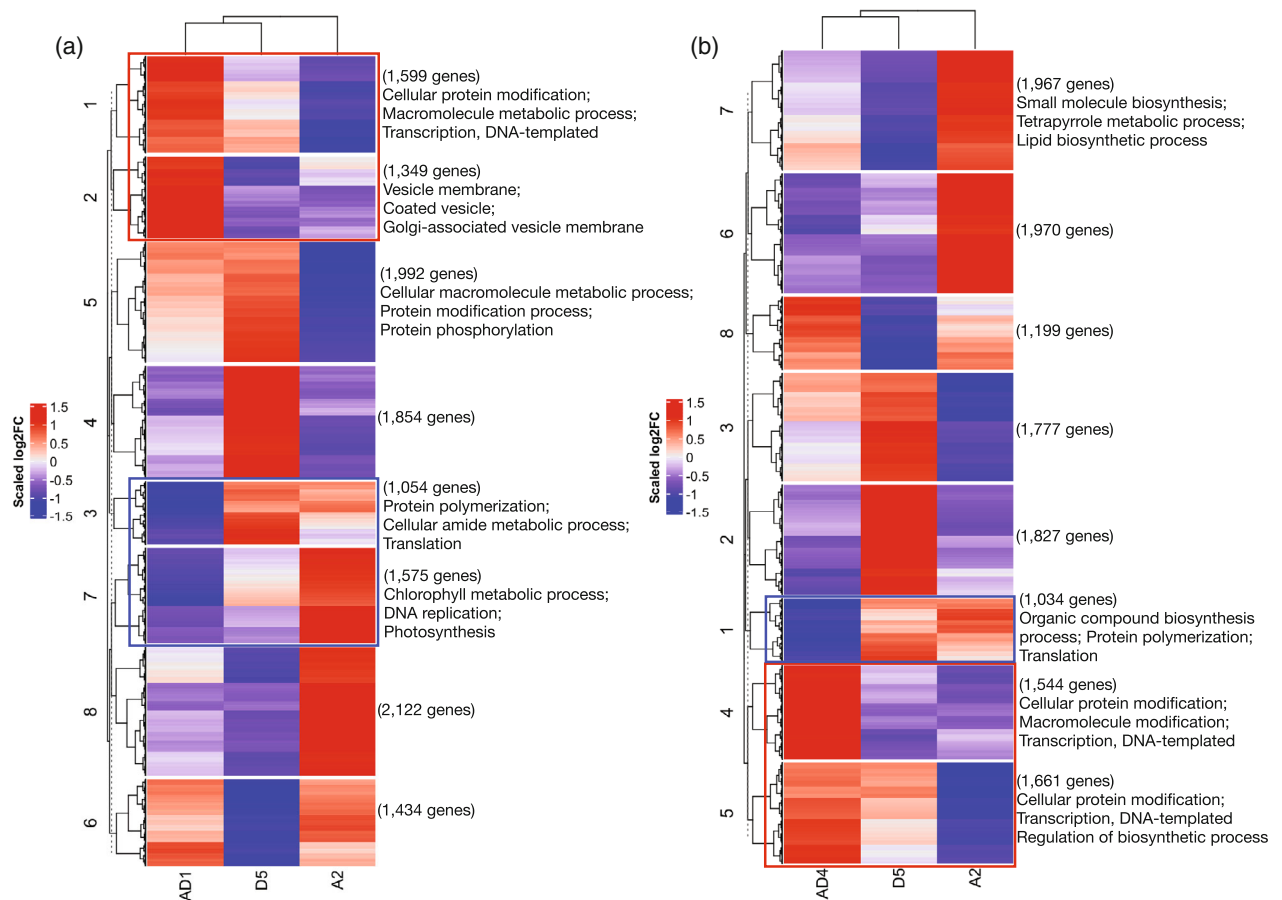 (a)
1
(1,599 genes)
Cellular protein modification;
Macromolecule metabolic process;
Transcription, DNA-templated
2
(1,349 genes)
Vesicle membrane;
Coated vesicle;
Golgi-associated vesicle membrane
5
(1,992 genes)
Cellular macromolecule metabolic process;
Protein modification process;
Protein phosphorylation
4
(1,854 genes)
3
(1,054 genes)
Protein polymerization;
Cellular amide metabolic process;
Translation
7
(1,575 genes)
Chlorophyll metabolic process;
DNA replication;
Photosynthesis
8
(2,122 genes)
6
(1,434 genes)
Scaled log2FC
1.5
1
0.5
0
-0.5
-1
-1.5
AD1
D5
A2
(b)
7
(1,967 genes)
Small molecule biosynthesis;
Tetrapyrrole metabolic process;
Lipid biosynthetic process
6
(1,970 genes)
8
(1,199 genes)
3
(1,777 genes)
2
(1,827 genes)
1
(1,034 genes)
Organic compound biosynthesis
process; Protein polymerization;
Translation
4
(1,544 genes)
Cellular protein modification;
Macromolecule modification;
Transcription, DNA-templated
5
(1,661 genes)
Cellular protein modification;
Transcription, DNA-templated
Regulation of biosynthetic process
Scaled log2FC
1.5
1
0.5
0
-0.5
-1
-1.5
AD4
D5
A2